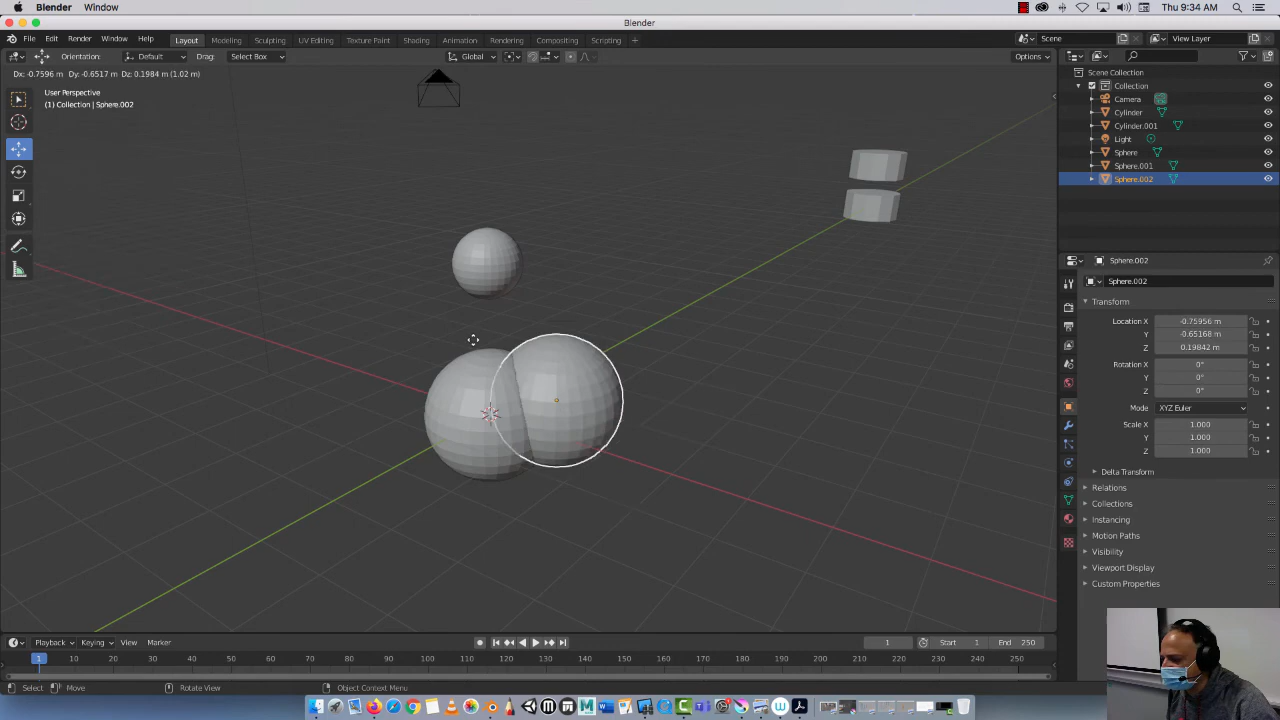 Blender Window Thu 9:34 AM
Blender
File Edit Render Window Help Layout Modeling Sculpting UV Editing Texture Paint Shading Animation Rendering Compositing Scripting + Scene View Layer
Orientation: Default Drag: Select Box Global Options
Dx: -0.7596 m Dy: -0.6517 m Dz: 0.1984 m (1.02 m)
User Perspective
(1) Collection | Sphere.002
Scene Collection
Collection
Camera
Cylinder
Cylinder.001
Light
Sphere
Sphere.001
Sphere.002
Sphere.002
Sphere.002
Transform
Location X -0.75956 m
Y -0.65168 m
Z 0.19842 m
Rotation X 0°
Y 0°
Z 0°
Mode XYZ Euler
Scale X 1.000
Y 1.000
Z 1.000
Delta Transform
Relations
Collections
Instancing
Motion Paths
Visibility
Viewport Display
Custom Properties
Playback Keying View Marker 1 Start 1 End 250
1 10 20 30 40 50 60 70 80 90 100 110 120 130 140 150 160 170 180 190 200 210 220 230 240 250
Select Move Rotate View Object Context Menu